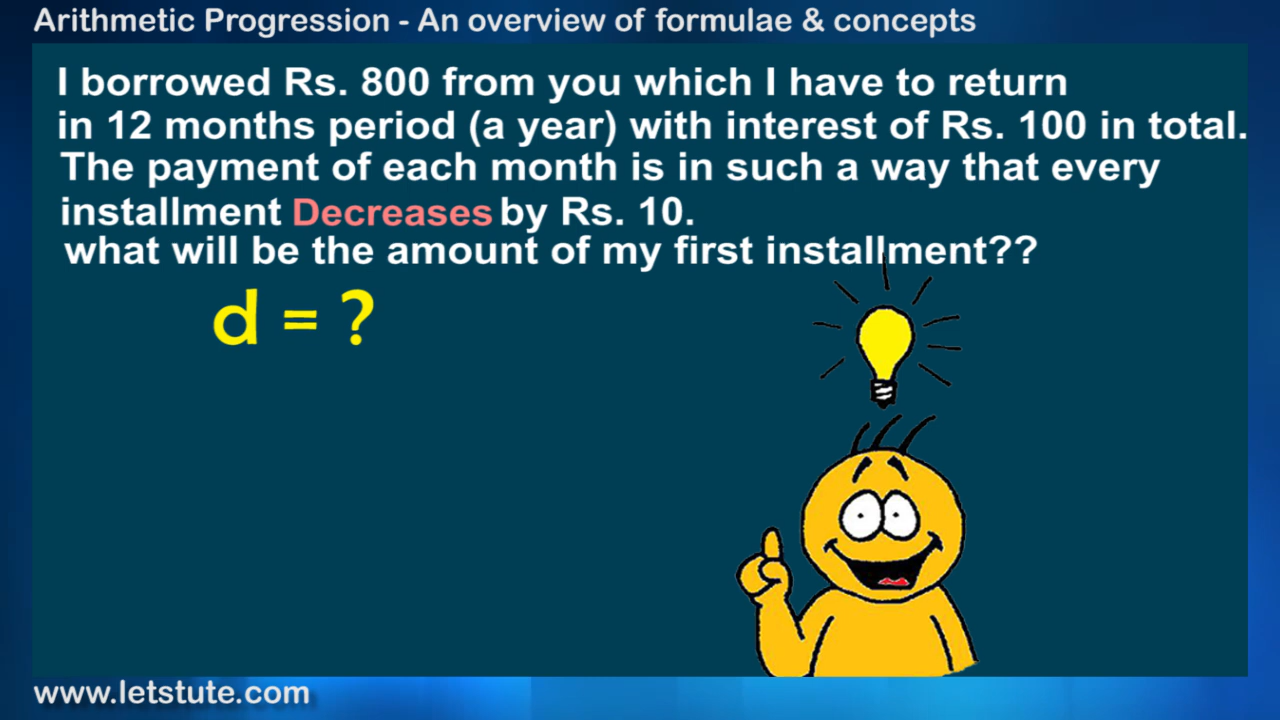 Arithmetic Progression - An overview of formulae & concepts
I borrowed Rs. 800 from you which I have to return
in 12 months period (a year) with interest of Rs. 100 in total.
The payment of each month is in such a way that every
installment Decreases by Rs. 10.
what will be the amount of my first installment??
d = ?
www.letstute.com